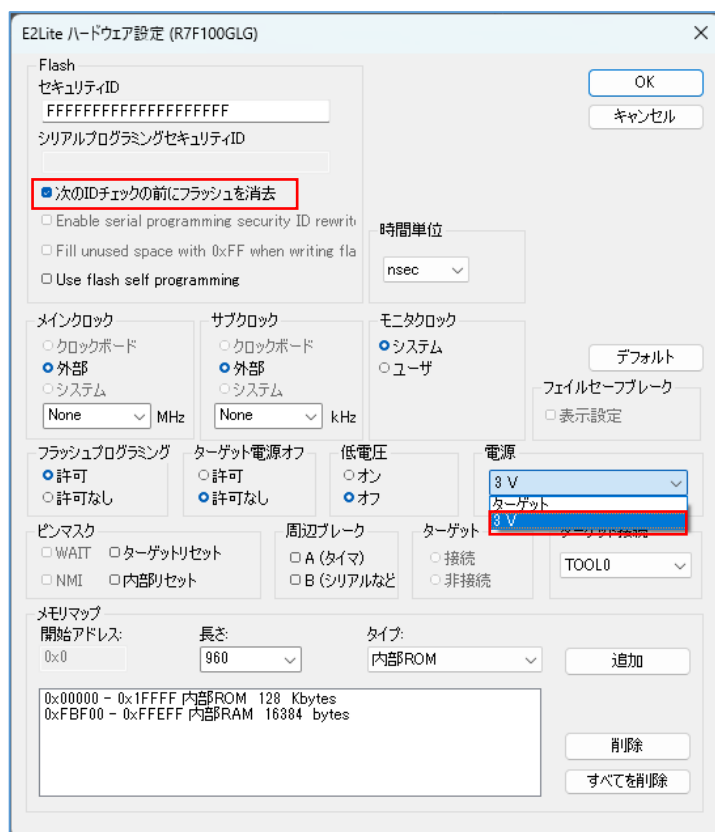 E2Lite ハードウェア設定 (R7F100GLG)
Flash
セキュリティID
FFFFFFFFFFFFFFFFFFFF
シリアルプログラミングセキュリティID
次のIDチェックの前にフラッシュを消去
Enable serial programming security ID rewrit
Fill unused space with 0xFF when writing fla
Use flash self programming
OK
キャンセル
時間単位
nsec
メインクロック
クロックボード
外部
システム
None MHz
サブクロック
クロックボード
外部
システム
None kHz
モニタクロック
システム
ユーザ
デフォルト
フェイルセーフブレーク
表示設定
フラッシュプログラミング
許可
許可なし
ターゲット電源オフ
許可
許可なし
低電圧
オン
オフ
電源
3 V
ターゲット
3 V
ピンマスク
WAIT ターゲットリセット
NMI 内部リセット
周辺ブレーク
A (タイマ)
B (シリアルなど
ターゲット
接続
非接続
ターゲット接続
TOOL0
メモリマップ
開始アドレス: 長さ: タイプ:
0x0 960 内部ROM 追加
0x00000 - 0x1FFFF 内部ROM 128 Kbytes
0xFBF00 - 0xFFEFF 内部RAM 16384 bytes
削除
すべてを削除